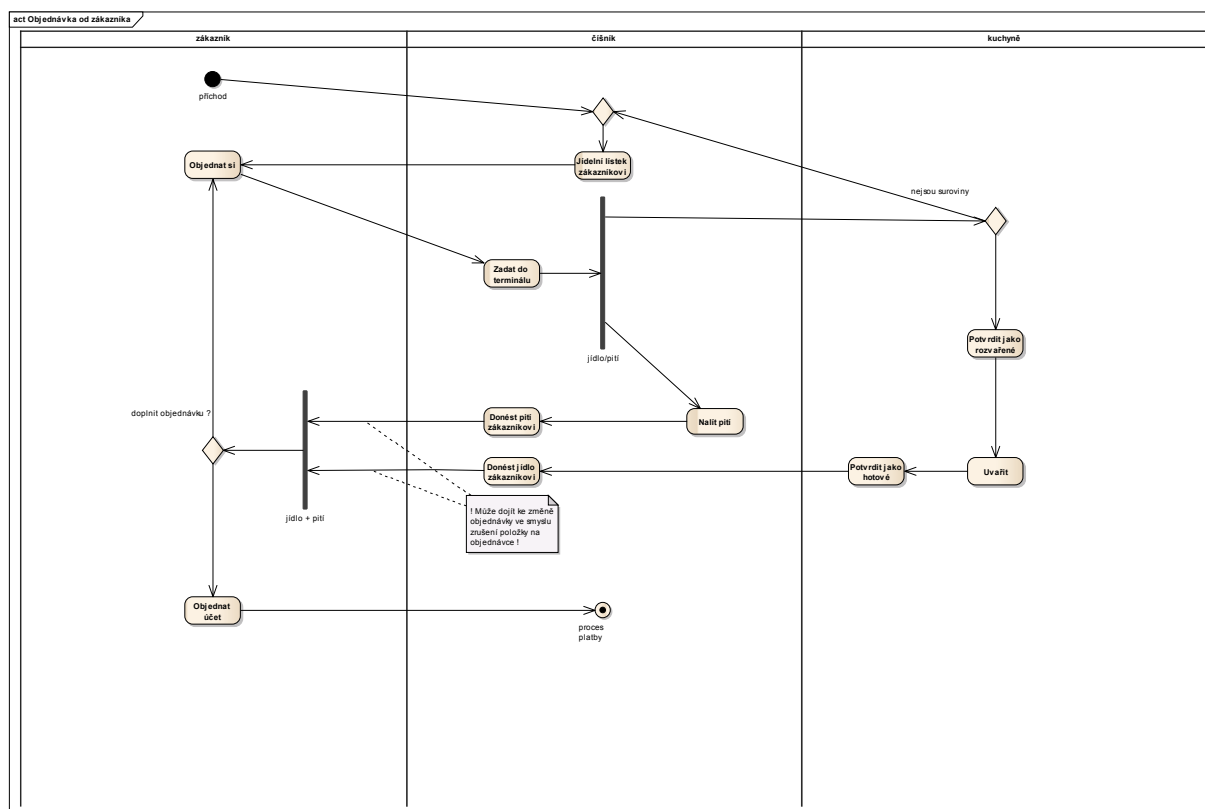 act Objednávka od zákazníka
zákazník
číšník
kuchyně
příchod
Objednat si
Jídelní lístek
zákazníkovi
nejsou suroviny
Zadat do
terminálu
Potvrdit jako
rozvařené
jídlo/pití
doplnit objednávku ?
Donést pití
zákazníkovi
Nalít pití
Donést jídlo
zákazníkovi
Potvrdit jako
hotové
Uvařit
jídlo + pití
! Může dojít ke změně
objednávky ve smyslu
zrušení položky na
objednávce !
Objednat
účet
proces
platby